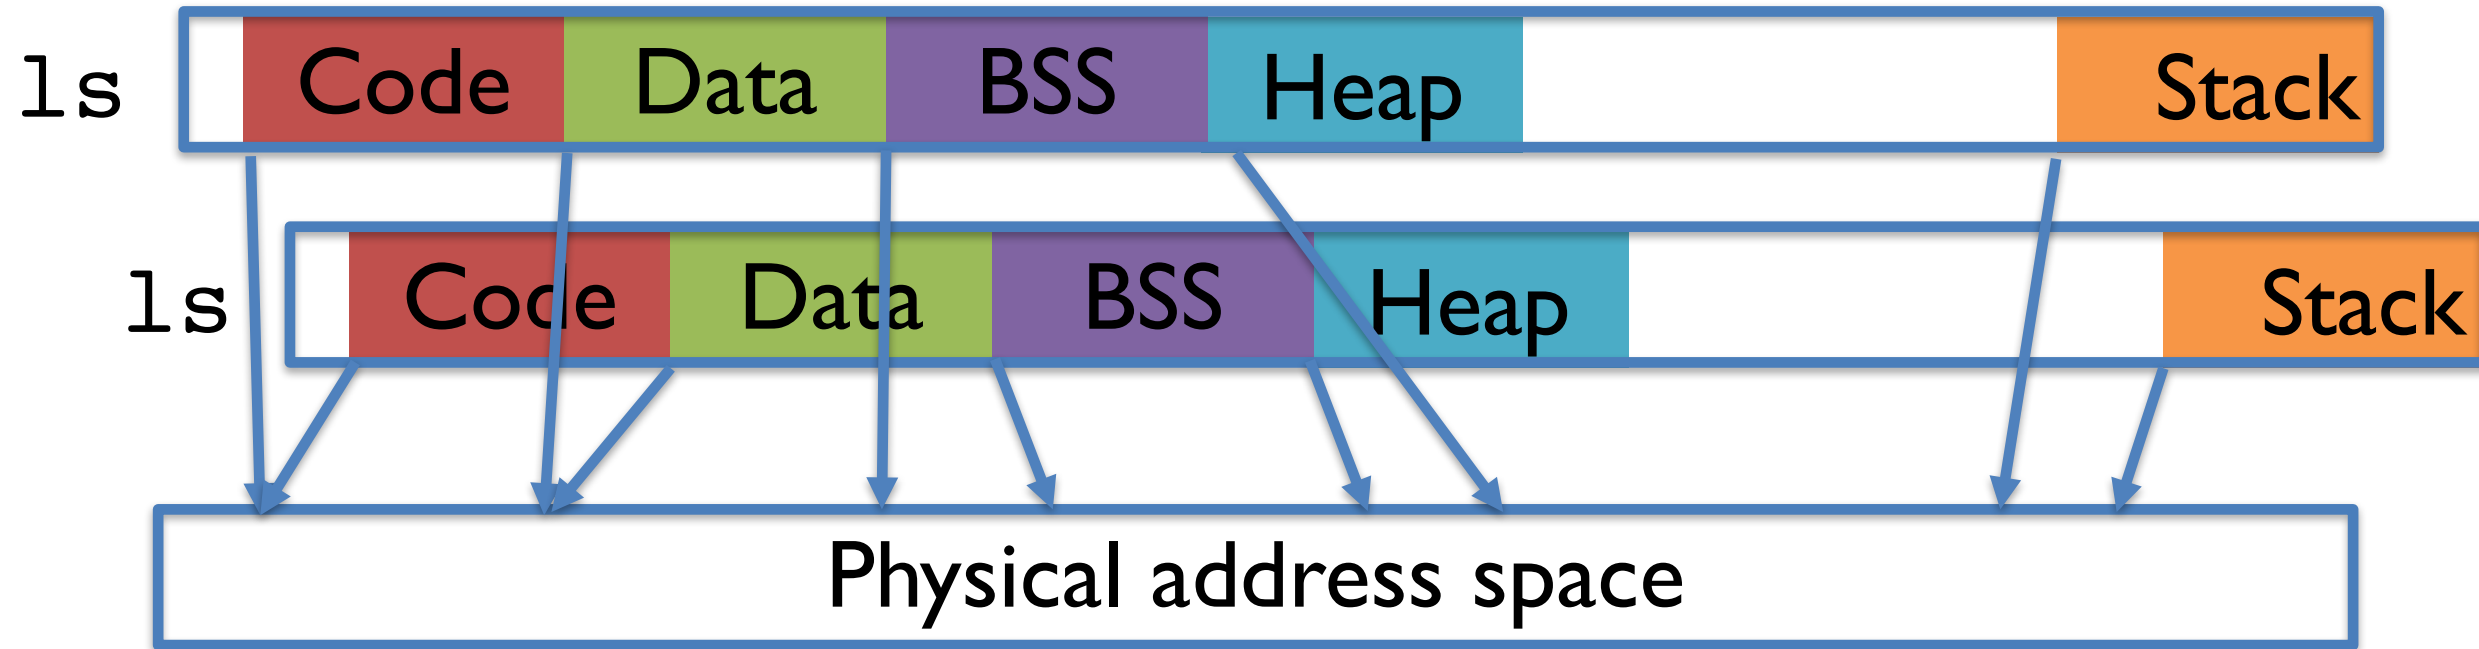 ls Code Data BSS Heap Stack
ls Code Data BSS Heap Stack
Physical address space